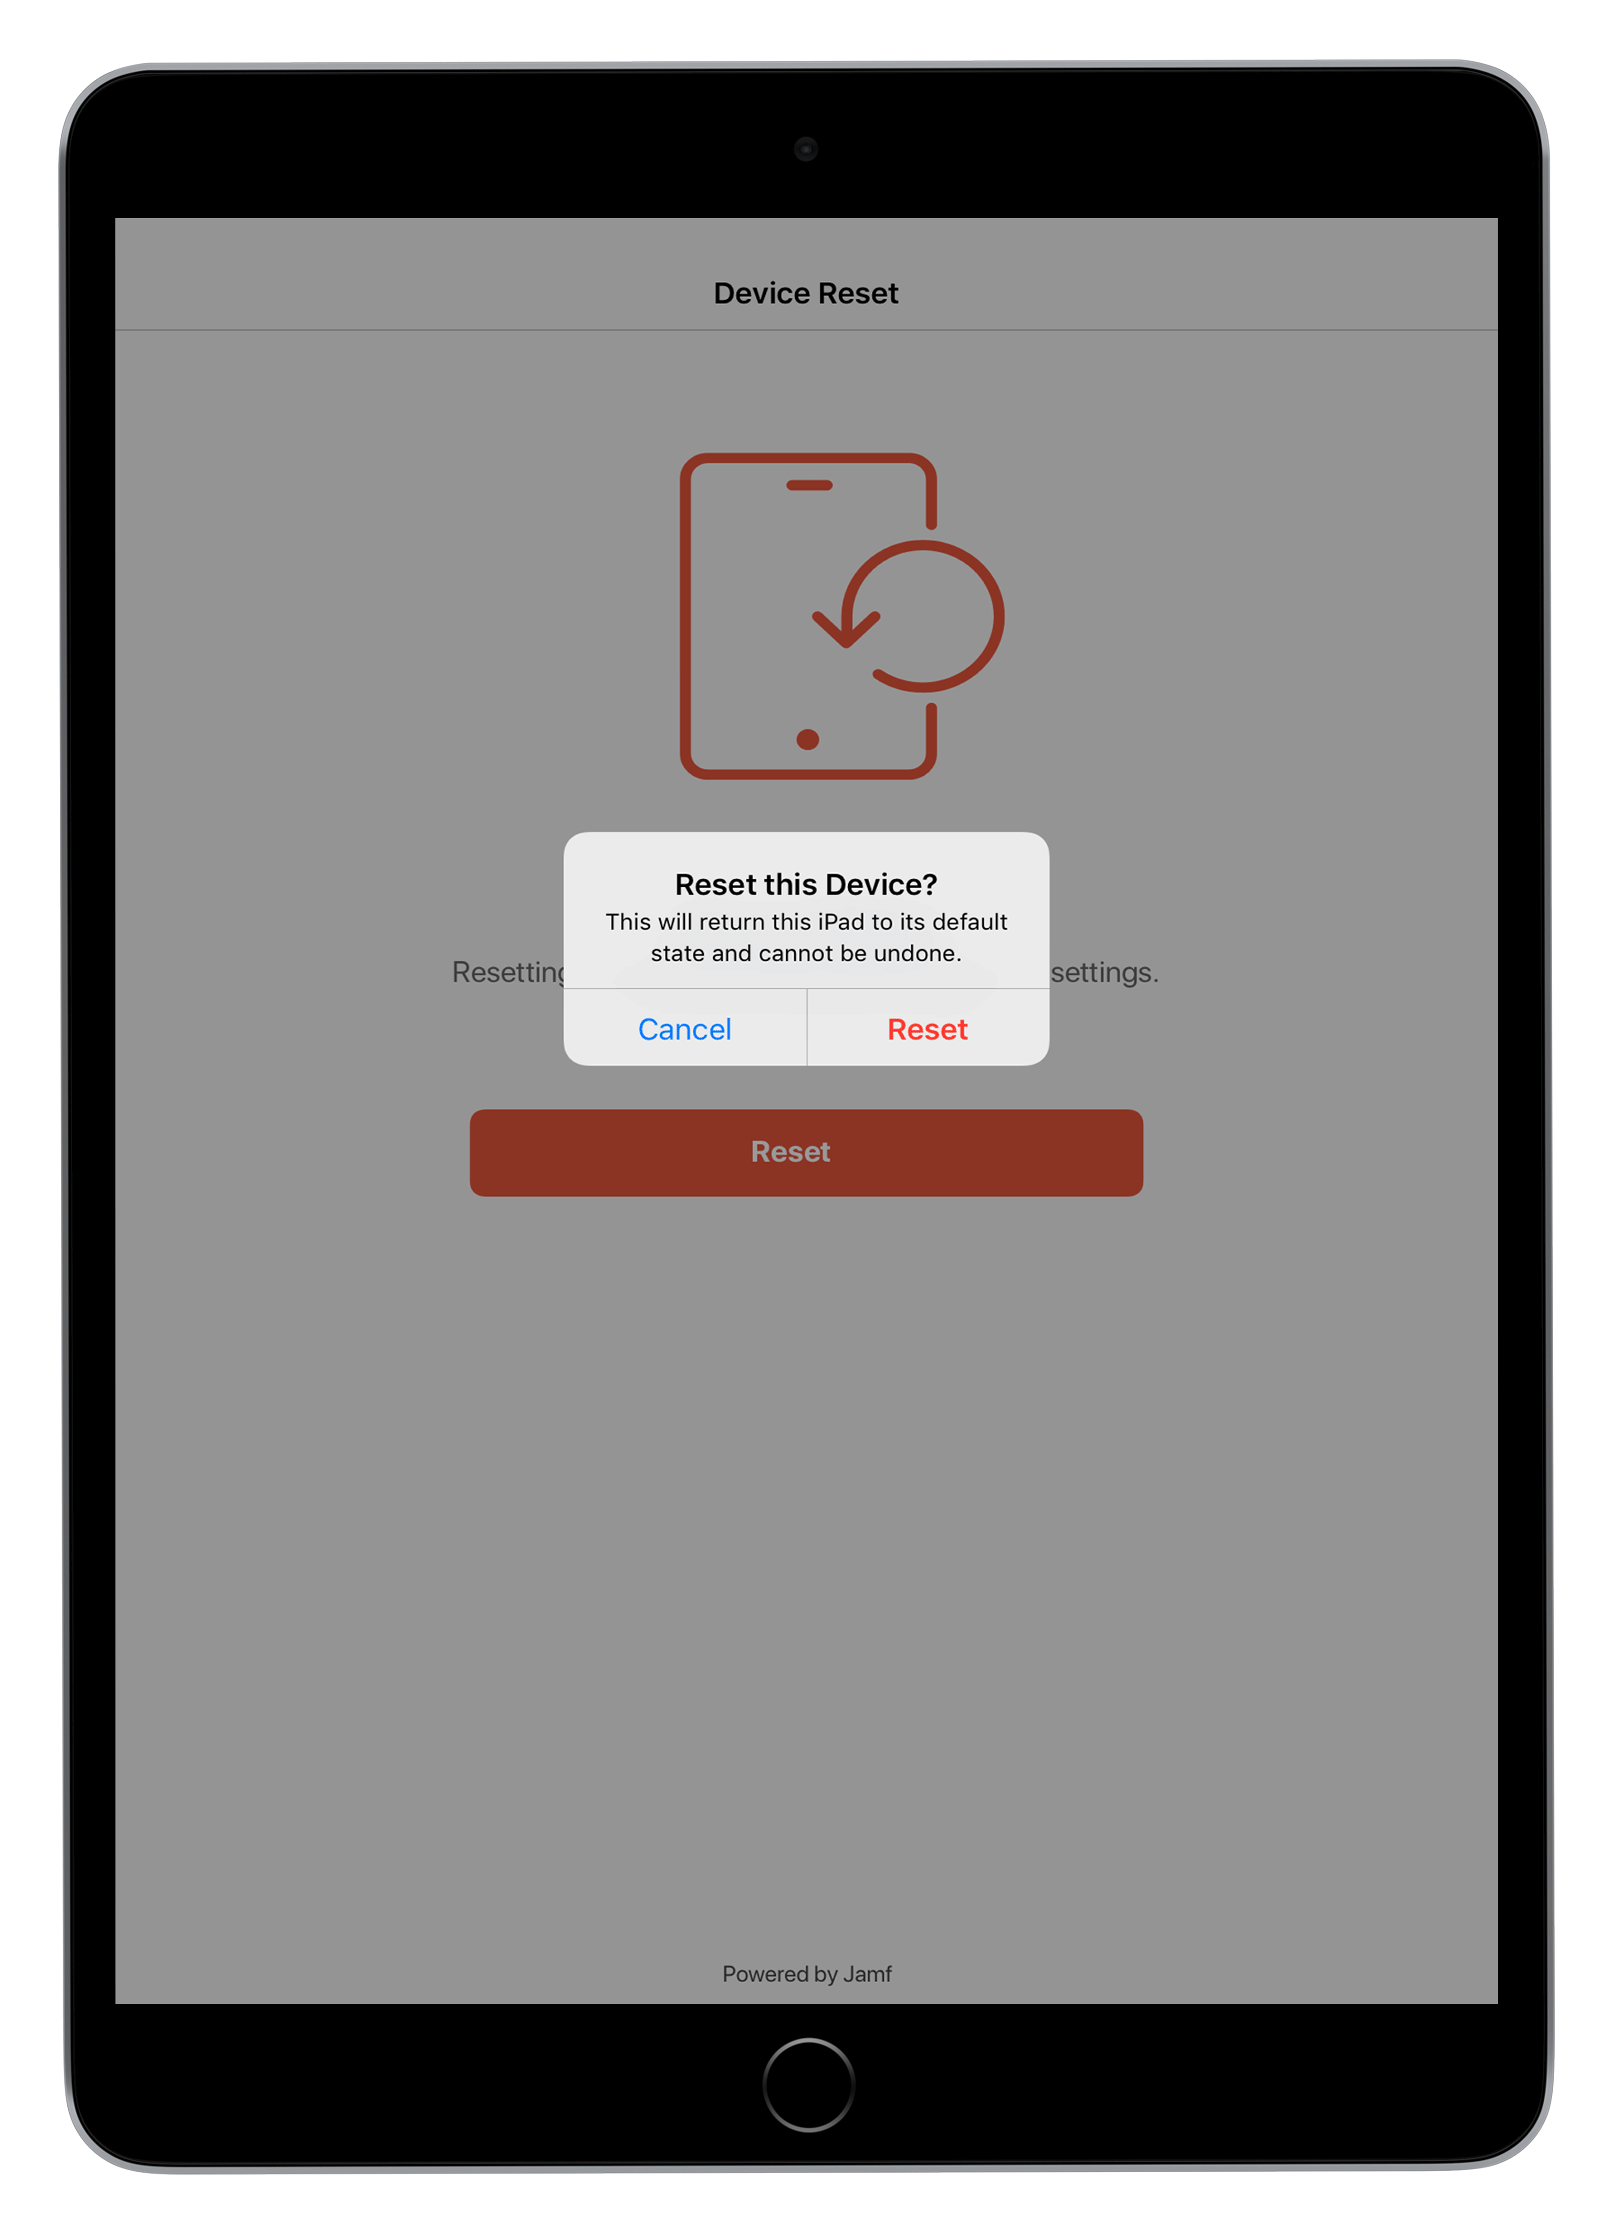 Device Reset
Reset this Device?
This will return this iPad to its default
state and cannot be undone.
Resetting settings.
Cancel Reset
Reset
Powered by Jamf